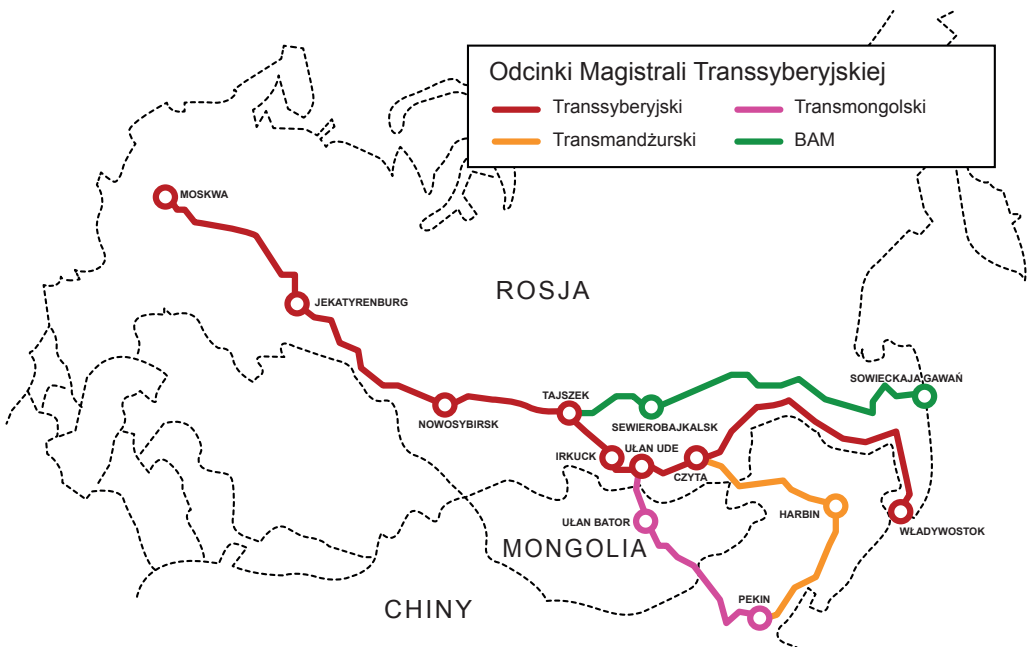 Odcinki Magistrali Transsyberyjskiej
Transsyberyjski
Transmongolski
Transmandżurski
BAM
MOSKWA
ROSJA
JEKATYRENBURG
SOWIECKAJA GAWAŃ
TAJSZEK
NOWOSYBIRSK
SEWIEROBAJKALSK
UŁAN UDE
IRKUCK
CZYTA
HARBIN
UŁAN BATOR
WŁADYWOSTOK
MONGOLIA
PEKIN
CHINY